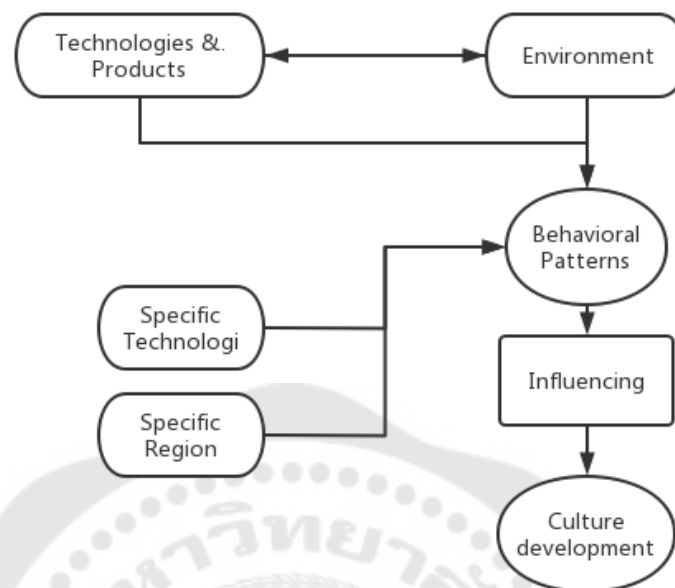 Technologies &.
Products
Environment
Behavioral
Patterns
Specific
Technologi
Specific
Region
Influencing
Culture
development